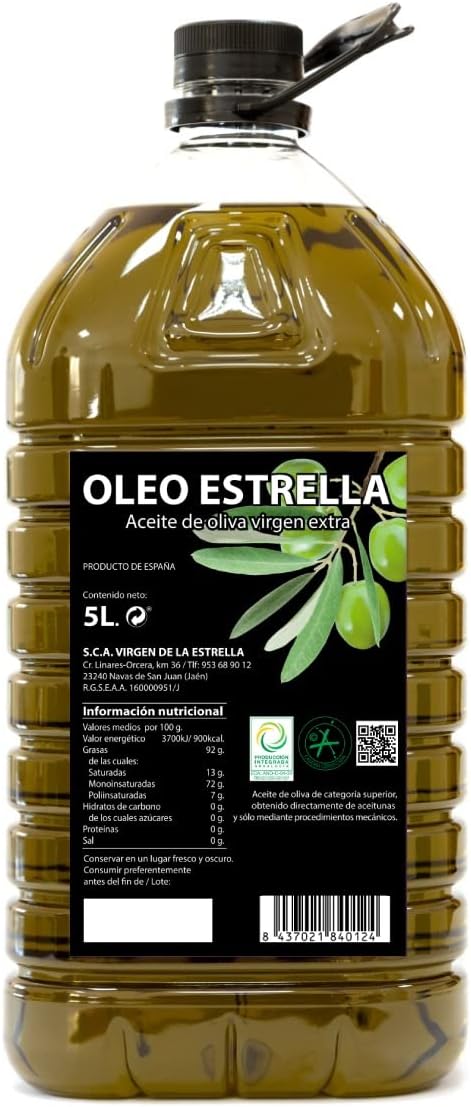 OLEO ESTRELLA
Aceite de oliva virgen extra
PRODUCTO DE ESPAÑA
Contenido neto:
5L.
S.C.A. VIRGEN DE LA ESTRELLA
Cr. Linares-Orcera, km 36 / Tlf: 953 68 90 12
23240 Navas de San Juan (Jaén)
R.G.S.E.A.A. 160000951/J
Información nutricional
Valores medios por 100 g.
Valor energético 3700kJ/ 900kcal.
Grasas 92 g.
de las cuales:
Saturadas 13 g.
Monoinsaturadas 72 g.
Poliinsaturadas 7 g.
Hidratos de carbono 0 g.
de los cuales azúcares 0 g.
Proteínas 0 g.
Sal 0 g.
Conservar en un lugar fresco y oscuro.
Consumir preferentemente
antes del fin de / Lote:
PRODUCCIÓN
INTEGRADA
ANDALUCÍA
Aceite de oliva de categoría superior,
obtenido directamente de aceitunas
y sólo mediante procedimientos mecánicos.
8 437021 840124